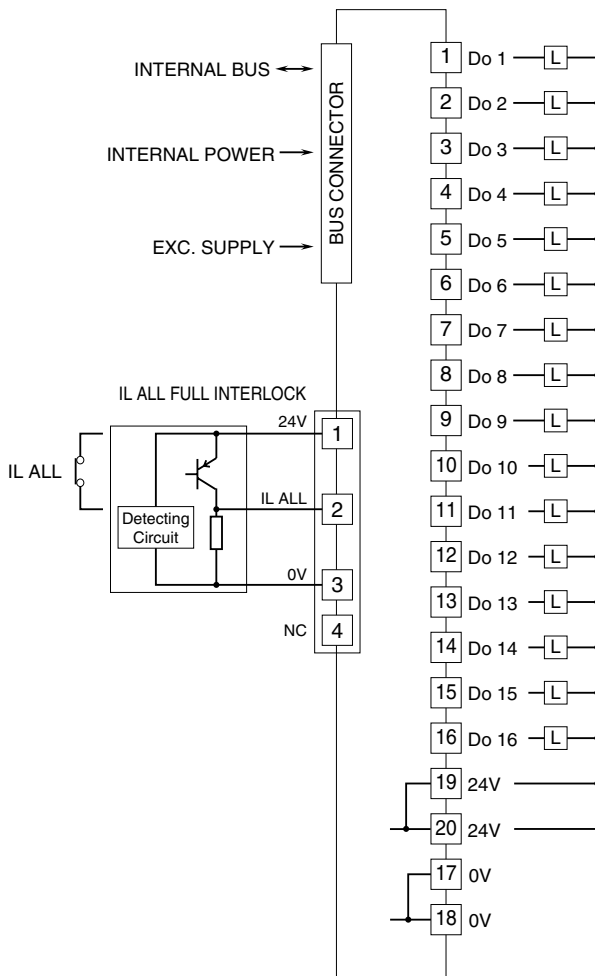 INTERNAL BUS
INTERNAL POWER
EXC. SUPPLY
BUS CONNECTOR
IL ALL FULL INTERLOCK
IL ALL
Detecting
Circuit
24V
1
IL ALL
2
0V
3
NC
4
1 Do 1 L
2 Do 2 L
3 Do 3 L
4 Do 4 L
5 Do 5 L
6 Do 6 L
7 Do 7 L
8 Do 8 L
9 Do 9 L
10 Do 10 L
11 Do 11 L
12 Do 12 L
13 Do 13 L
14 Do 14 L
15 Do 15 L
16 Do 16 L
19 24V
20 24V
17 0V
18 0V